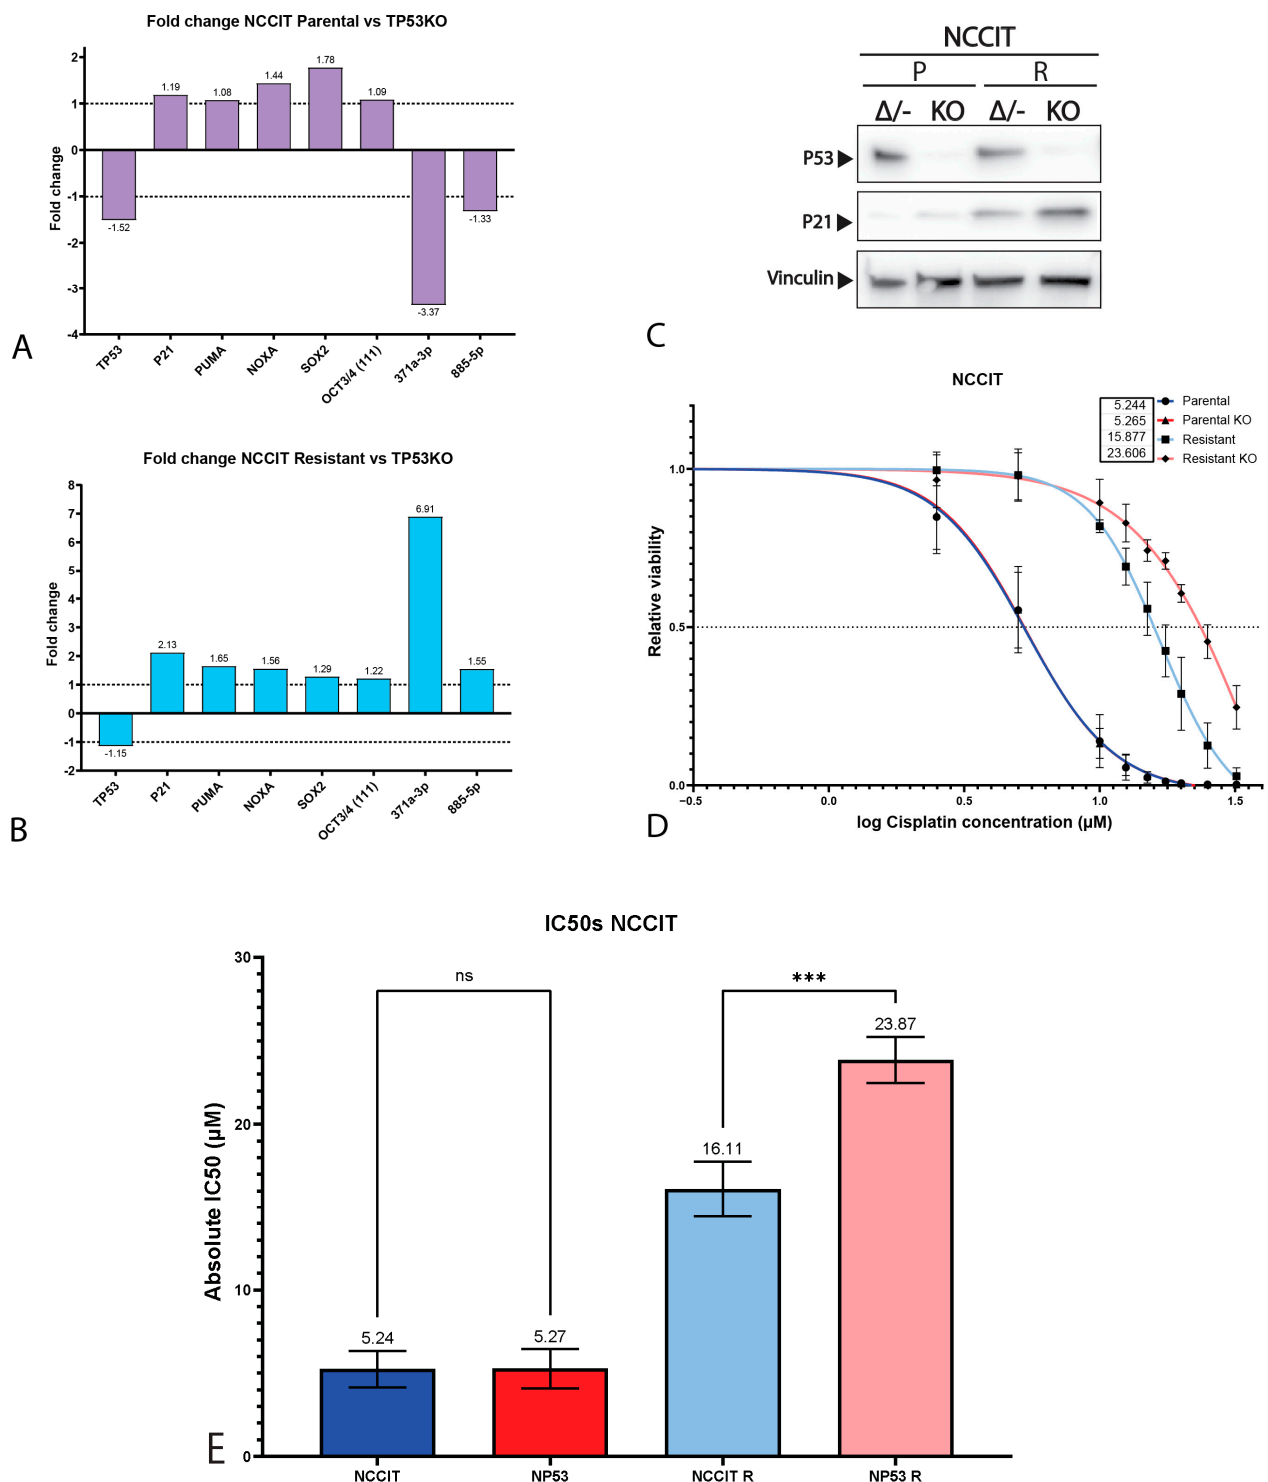 Fold change NCCIT Parental vs TP53KO
Fold change
2
1
0
-1
-2
-3
-4
-1.52
1.19
1.08
1.44
1.78
1.09
-3.37
-1.33
TP53
P21
PUMA
NOXA
SOX2
OCT3/4 (111)
371a-3p
885-5p
A
Fold change NCCIT Resistant vs TP53KO
Fold change
8
7
6
5
4
3
2
1
0
-1
-2
-1.15
2.13
1.65
1.56
1.29
1.22
6.91
1.55
TP53
P21
PUMA
NOXA
SOX2
OCT3/4 (111)
371a-3p
885-5p
B
NCCIT
P R
Δ/- KO Δ/- KO
P53
P21
Vinculin
C
NCCIT
5.244 Parental
5.265 Parental KO
15.877 Resistant
23.606 Resistant KO
Relative viability
1.0
0.5
0.0
-0.5 0.0 0.5 1.0 1.5
log Cisplatin concentration (µM)
D
IC50s NCCIT
Absolute IC50 (µM)
30
20
10
0
ns
***
5.24
5.27
16.11
23.87
NCCIT NP53 NCCIT R NP53 R
E